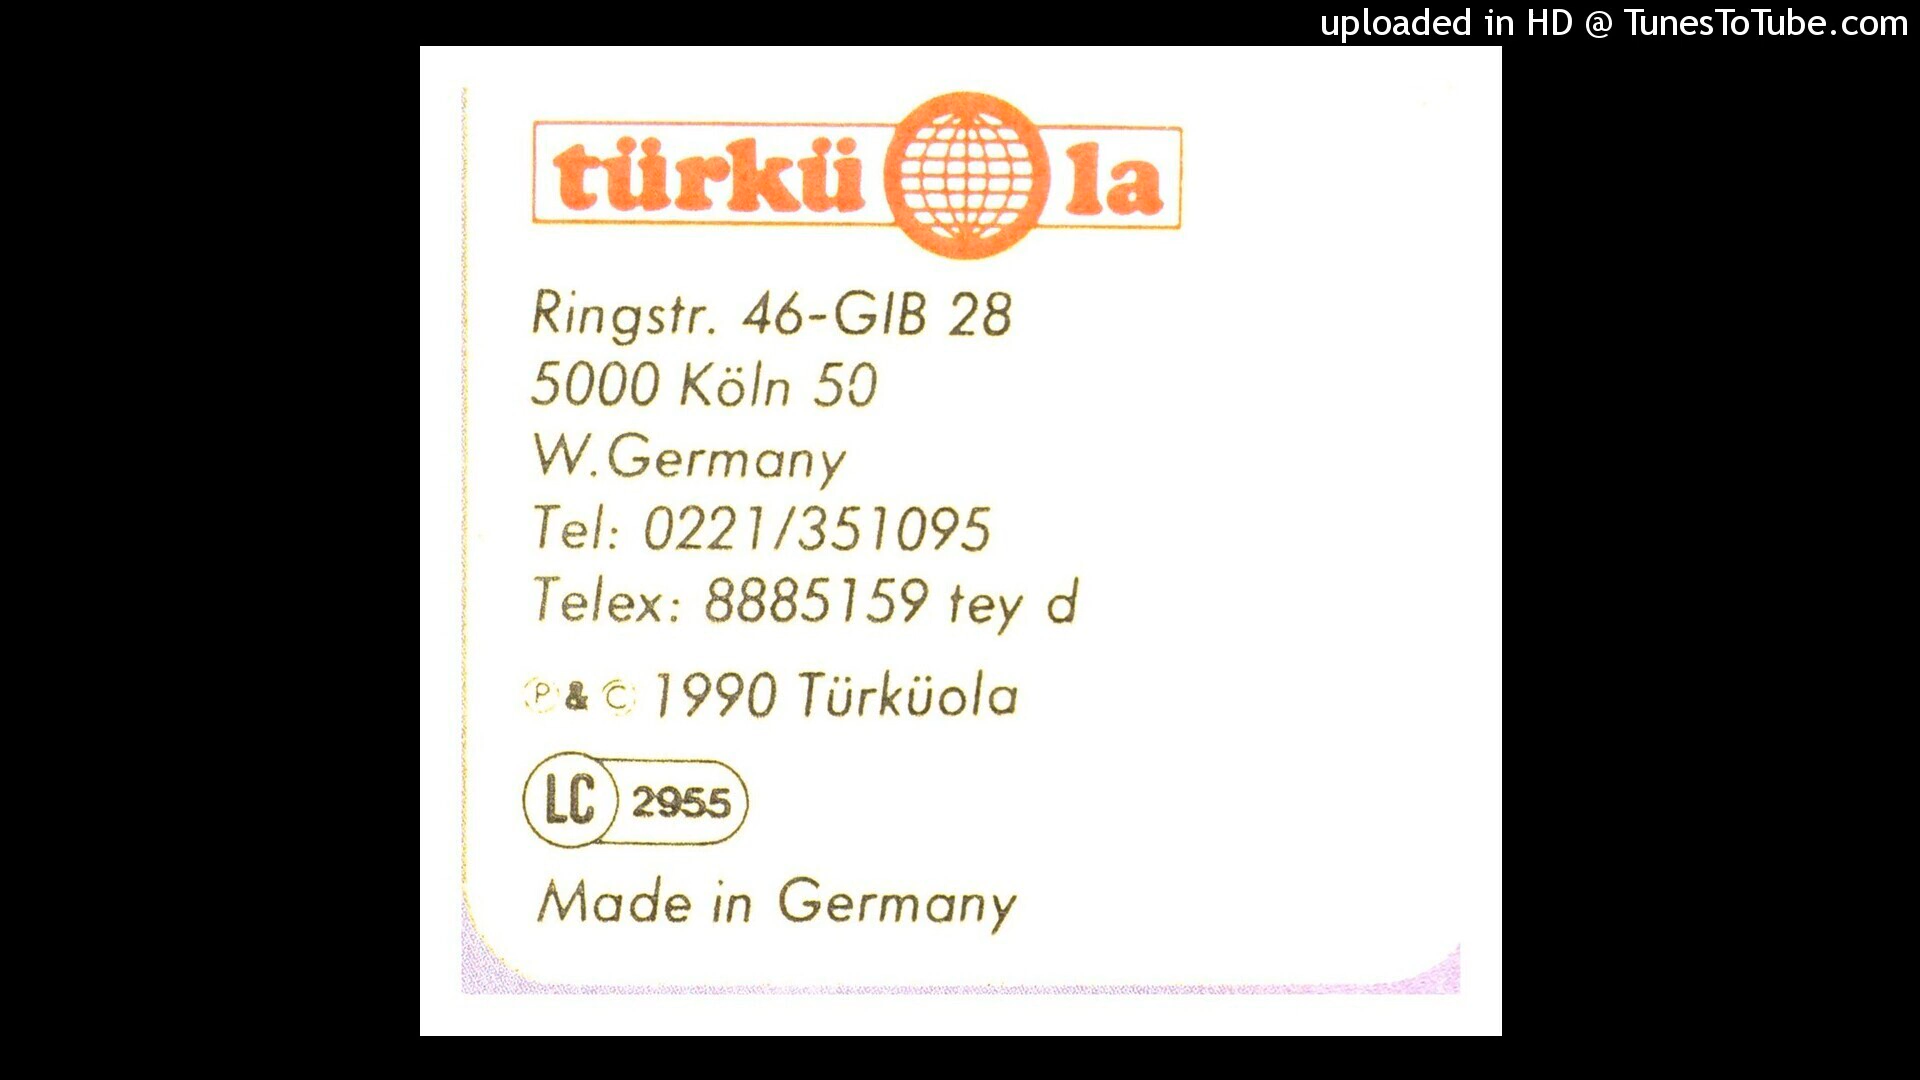 uploaded in HD @ TunesToTube.com
türkü la
Ringstr. 46-GIB 28
5000 Köln 50
W.Germany
Tel: 0221/351095
Telex: 8885159 tey d
Ⓟ & © 1990 Türküola
LC 2955
Made in Germany